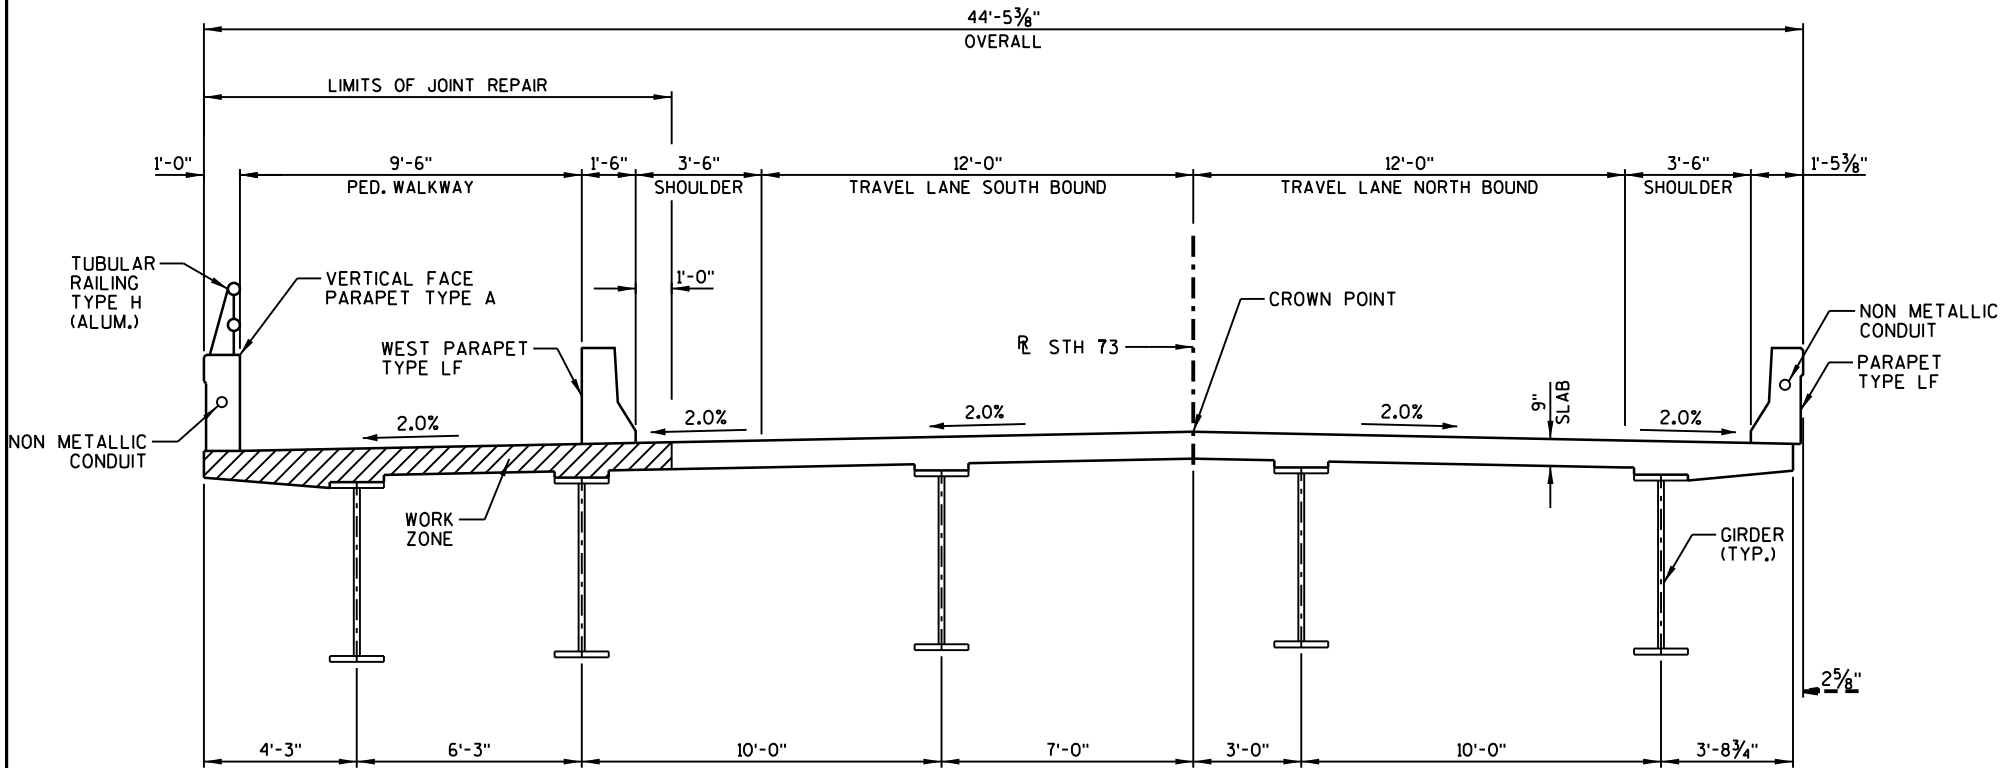 44'-5⅜"
OVERALL
LIMITS OF JOINT REPAIR
1'-0"
9'-6"
1'-6"
3'-6"
12'-0"
12'-0"
3'-6"
1'-5⅜"
PED. WALKWAY
SHOULDER
TRAVEL LANE SOUTH BOUND
TRAVEL LANE NORTH BOUND
SHOULDER
TUBULAR
RAILING
TYPE H
(ALUM.)
VERTICAL FACE
PARAPET TYPE A
1'-0"
CROWN POINT
NON METALLIC
CONDUIT
WEST PARAPET
TYPE LF
RL STH 73
PARAPET
TYPE LF
9"
SLAB
2.0%
2.0%
2.0%
2.0%
2.0%
NON METALLIC
CONDUIT
WORK
ZONE
GIRDER
(TYP.)
2⅝"
4'-3"
6'-3"
10'-0"
7'-0"
3'-0"
10'-0"
3'-8¾"